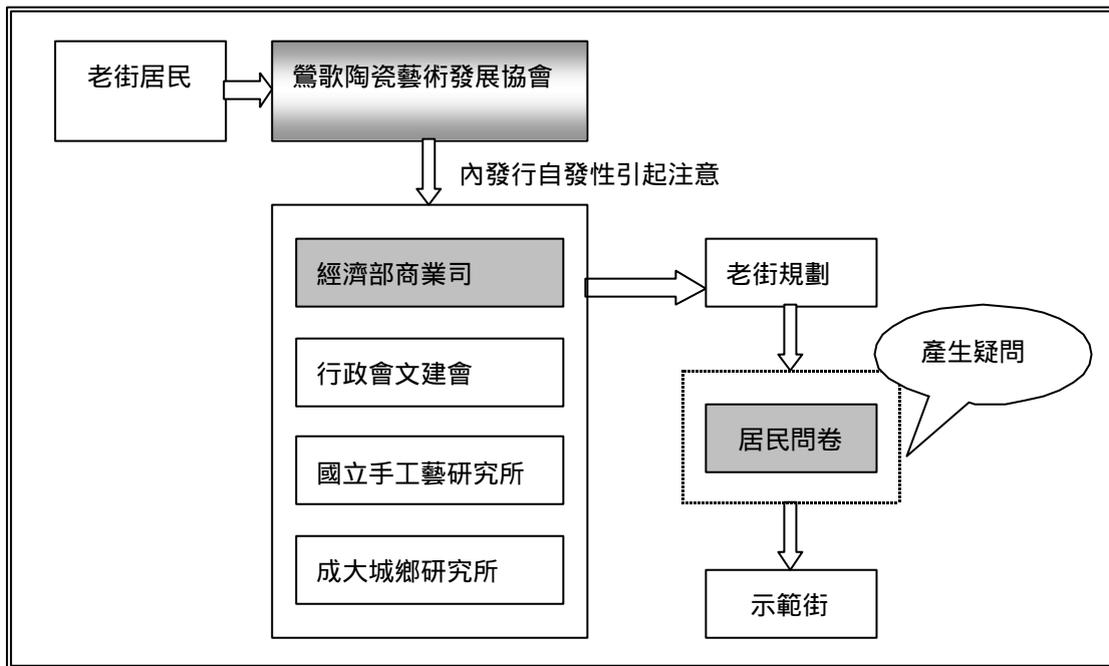 老街居民
鶯歌陶瓷藝術發展協會
內發行自發性引起注意
經濟部商業司
行政會文建會
國立手工藝研究所
成大城鄉研究所
老街規劃
產生疑問
居民問卷
示範街